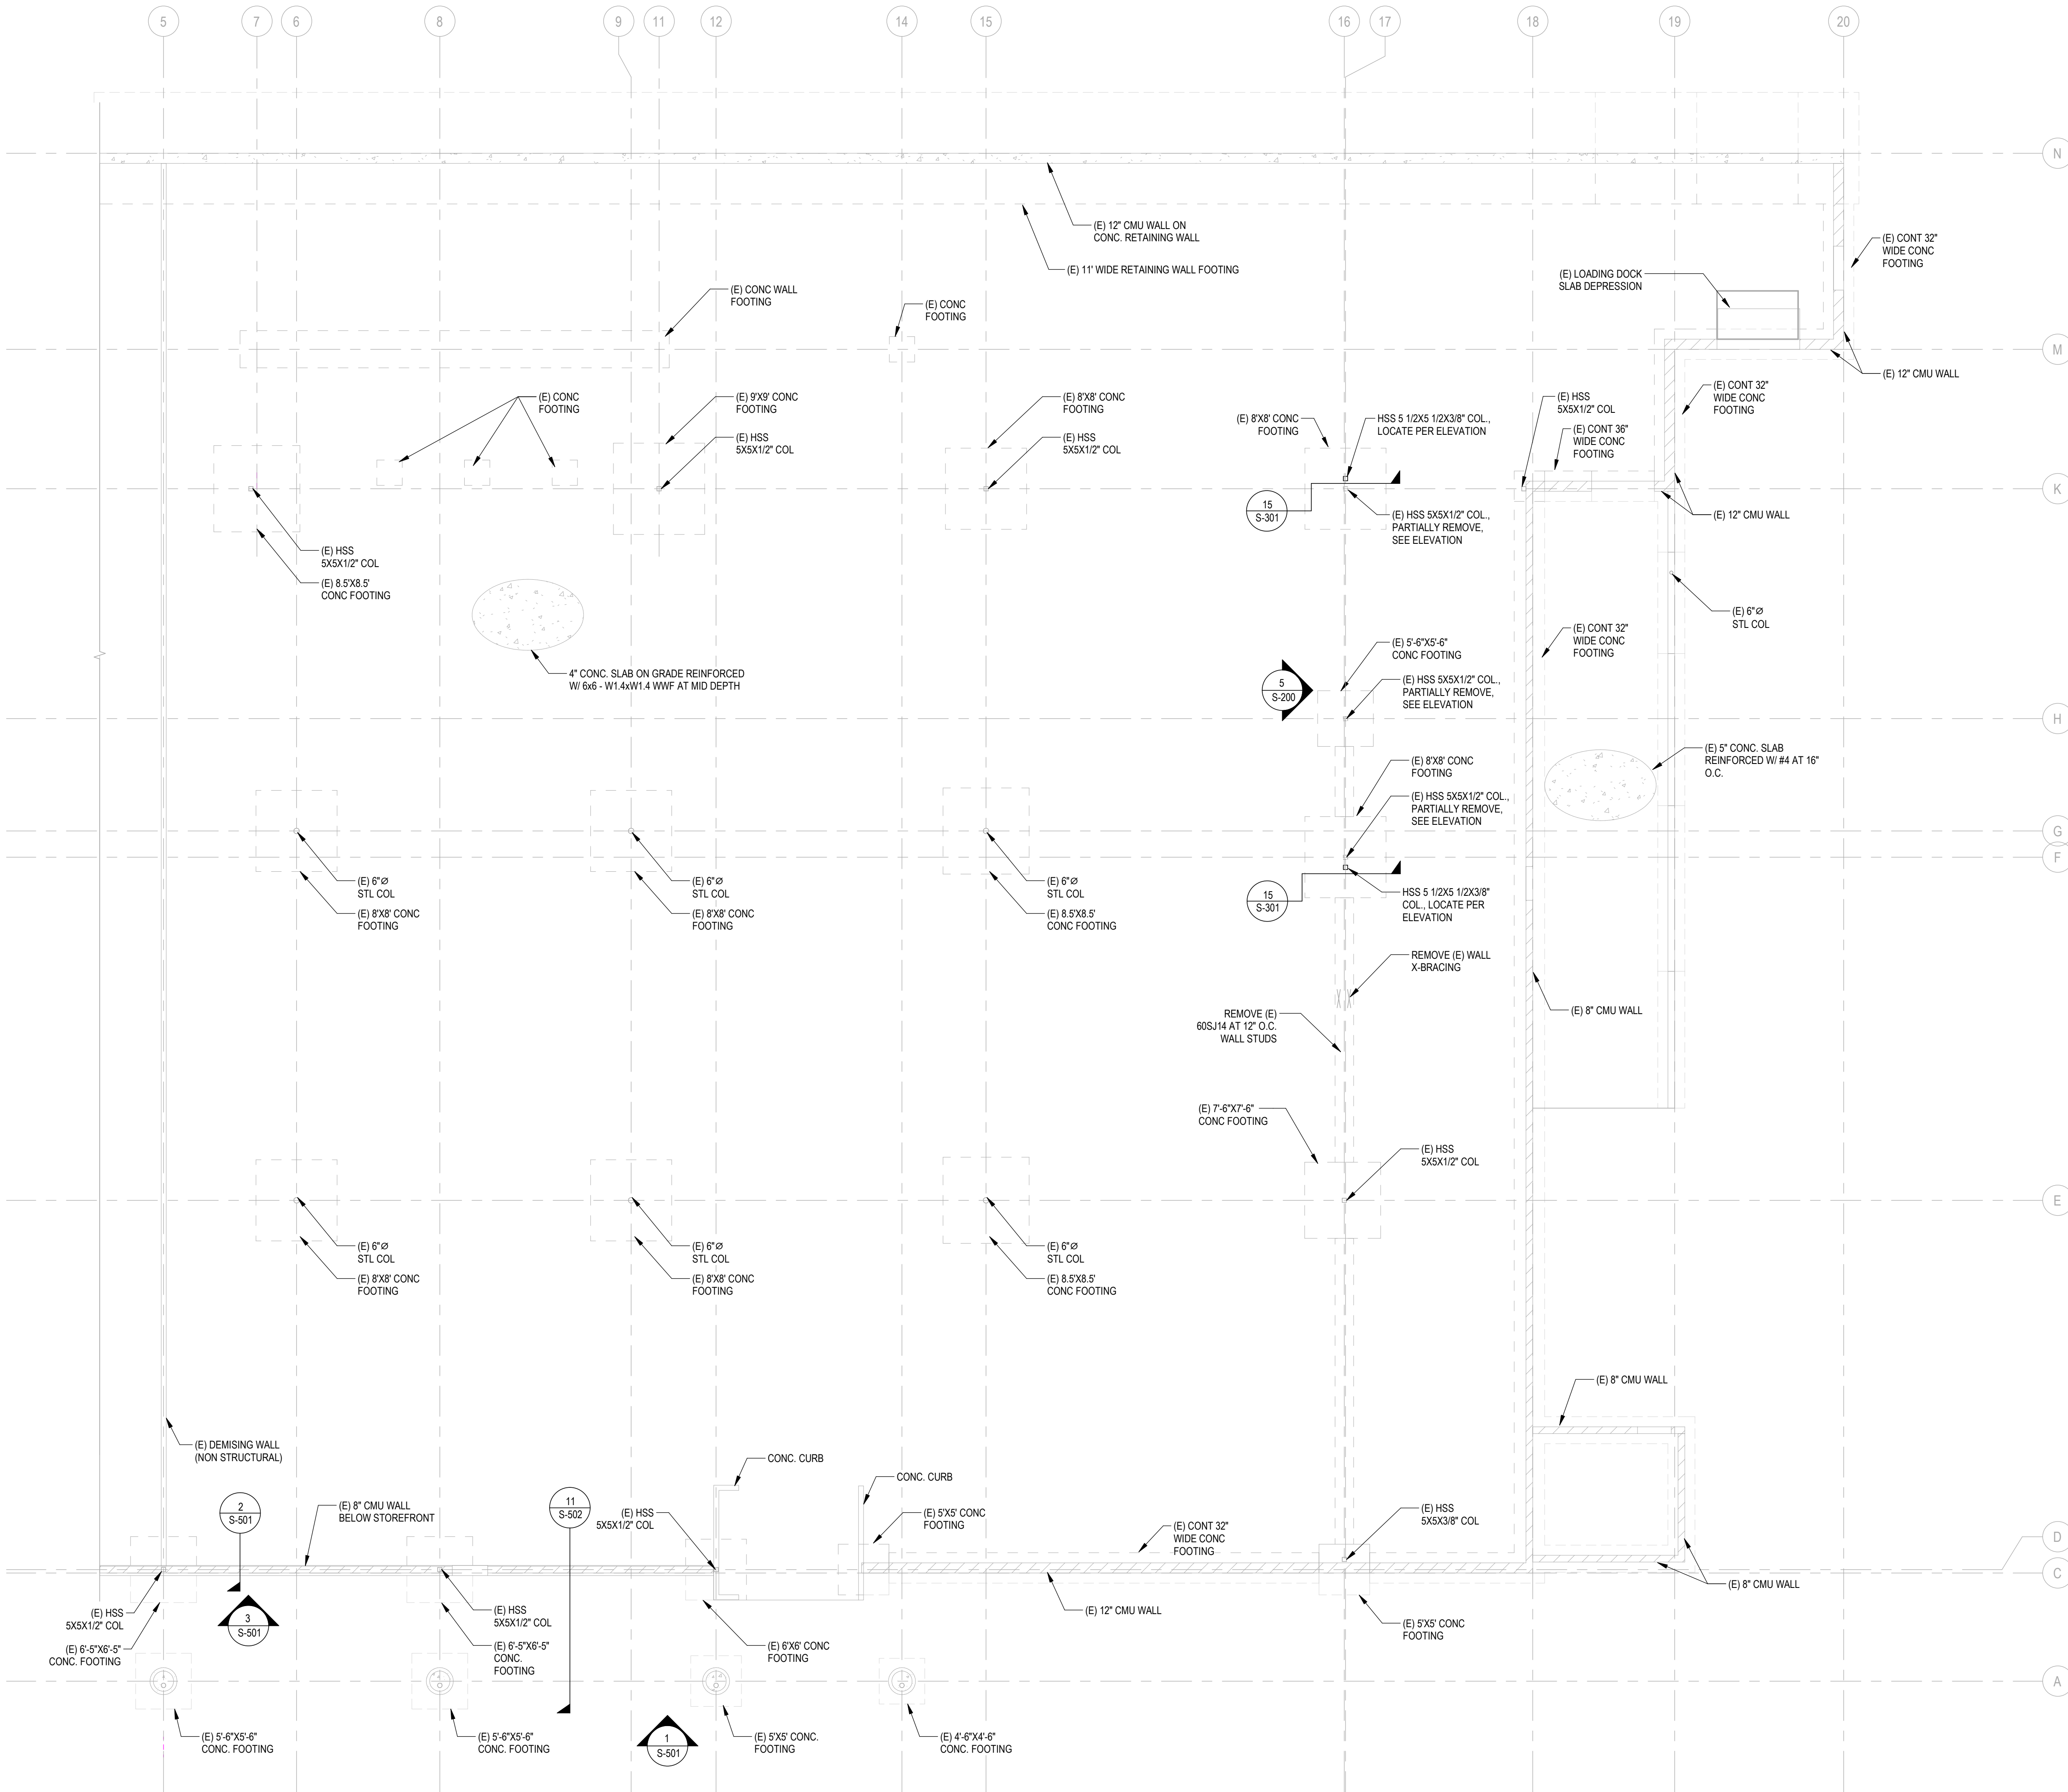 5
7
6
8
9
11
12
14
15
16
17
18
19
20
N
(E) 12" CMU WALL ON
CONC. RETAINING WALL
(E) 11' WIDE RETAINING WALL FOOTING
(E) CONT 32"
WIDE CONC
FOOTING
(E) LOADING DOCK
SLAB DEPRESSION
(E) CONC WALL
FOOTING
(E) CONC
FOOTING
M
(E) 12" CMU WALL
(E) CONC
FOOTING
(E) 9'X9' CONC
FOOTING
(E) HSS
5X5X1/2" COL
(E) 8'X8' CONC
FOOTING
(E) HSS
5X5X1/2" COL
(E) 8'X8' CONC
FOOTING
HSS 5 1/2X5 1/2X3/8" COL.,
LOCATE PER ELEVATION
(E) HSS
5X5X1/2" COL
(E) CONT 36"
WIDE CONC
FOOTING
(E) CONT 32"
WIDE CONC
FOOTING
K
15
S-301
(E) HSS 5X5X1/2" COL.,
PARTIALLY REMOVE,
SEE ELEVATION
(E) 12" CMU WALL
(E) HSS
5X5X1/2" COL
(E) 8.5'X8.5'
CONC FOOTING
(E) 6"Ø
STL COL
(E) CONT 32"
WIDE CONC
FOOTING
4" CONC. SLAB ON GRADE REINFORCED
W/ 6x6 - W1.4xW1.4 WWF AT MID DEPTH
(E) 5'-6"X5'-6"
CONC FOOTING
5
S-200
(E) HSS 5X5X1/2" COL.,
PARTIALLY REMOVE,
SEE ELEVATION
H
(E) 5" CONC. SLAB
REINFORCED W/ #4 AT 16"
O.C.
(E) 8'X8' CONC
FOOTING
(E) HSS 5X5X1/2" COL.,
PARTIALLY REMOVE,
SEE ELEVATION
G
F
(E) 6"Ø
STL COL
(E) 8'X8' CONC
FOOTING
(E) 6"Ø
STL COL
(E) 8'X8' CONC
FOOTING
(E) 6"Ø
STL COL
(E) 8.5'X8.5'
CONC FOOTING
15
S-301
HSS 5 1/2X5 1/2X3/8"
COL., LOCATE PER
ELEVATION
REMOVE (E) WALL
X-BRACING
REMOVE (E)
60SJ14 AT 12" O.C.
WALL STUDS
(E) 8" CMU WALL
(E) 7'-6"X7'-6"
CONC FOOTING
(E) HSS
5X5X1/2" COL
E
(E) 6"Ø
STL COL
(E) 8'X8' CONC
FOOTING
(E) 6"Ø
STL COL
(E) 8'X8' CONC
FOOTING
(E) 6"Ø
STL COL
(E) 8.5'X8.5'
CONC FOOTING
(E) 8" CMU WALL
(E) DEMISING WALL
(NON STRUCTURAL)
CONC. CURB
CONC. CURB
2
S-501
(E) 8" CMU WALL
BELOW STOREFRONT
11
S-502
(E) HSS
5X5X1/2" COL
(E) 5'X5' CONC
FOOTING
(E) CONT 32"
WIDE CONC
FOOTING
(E) HSS
5X5X3/8" COL
D
C
(E) 8" CMU WALL
(E) HSS
5X5X1/2" COL
(E) 6'-5"X6'-5"
CONC. FOOTING
3
S-501
(E) HSS
5X5X1/2" COL
(E) 6'-5"X6'-5"
CONC.
FOOTING
(E) 6'X6' CONC
FOOTING
(E) 12" CMU WALL
(E) 5'X5' CONC
FOOTING
A
(E) 5'-6"X5'-6"
CONC. FOOTING
(E) 5'-6"X5'-6"
CONC. FOOTING
1
S-501
(E) 5'X5' CONC.
FOOTING
(E) 4'-6"X4'-6"
CONC. FOOTING